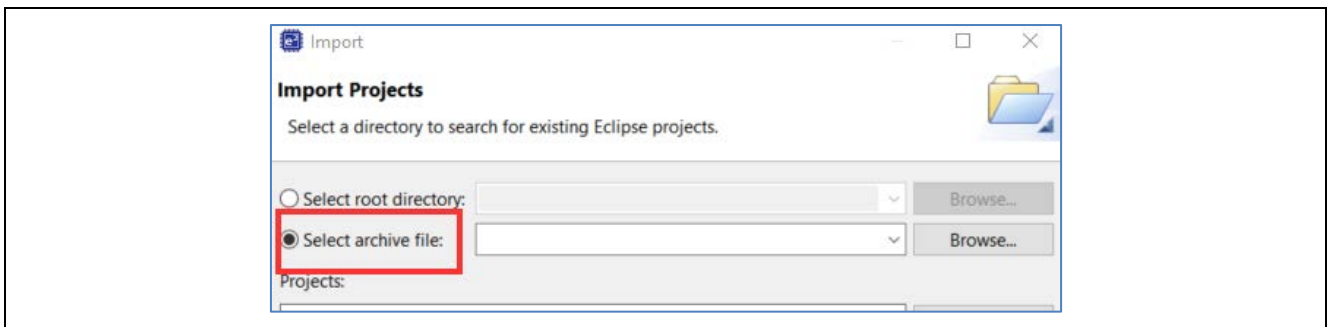 Import
Import Projects
Select a directory to search for existing Eclipse projects.
Select root directory: Browse...
Select archive file: Browse...
Projects: